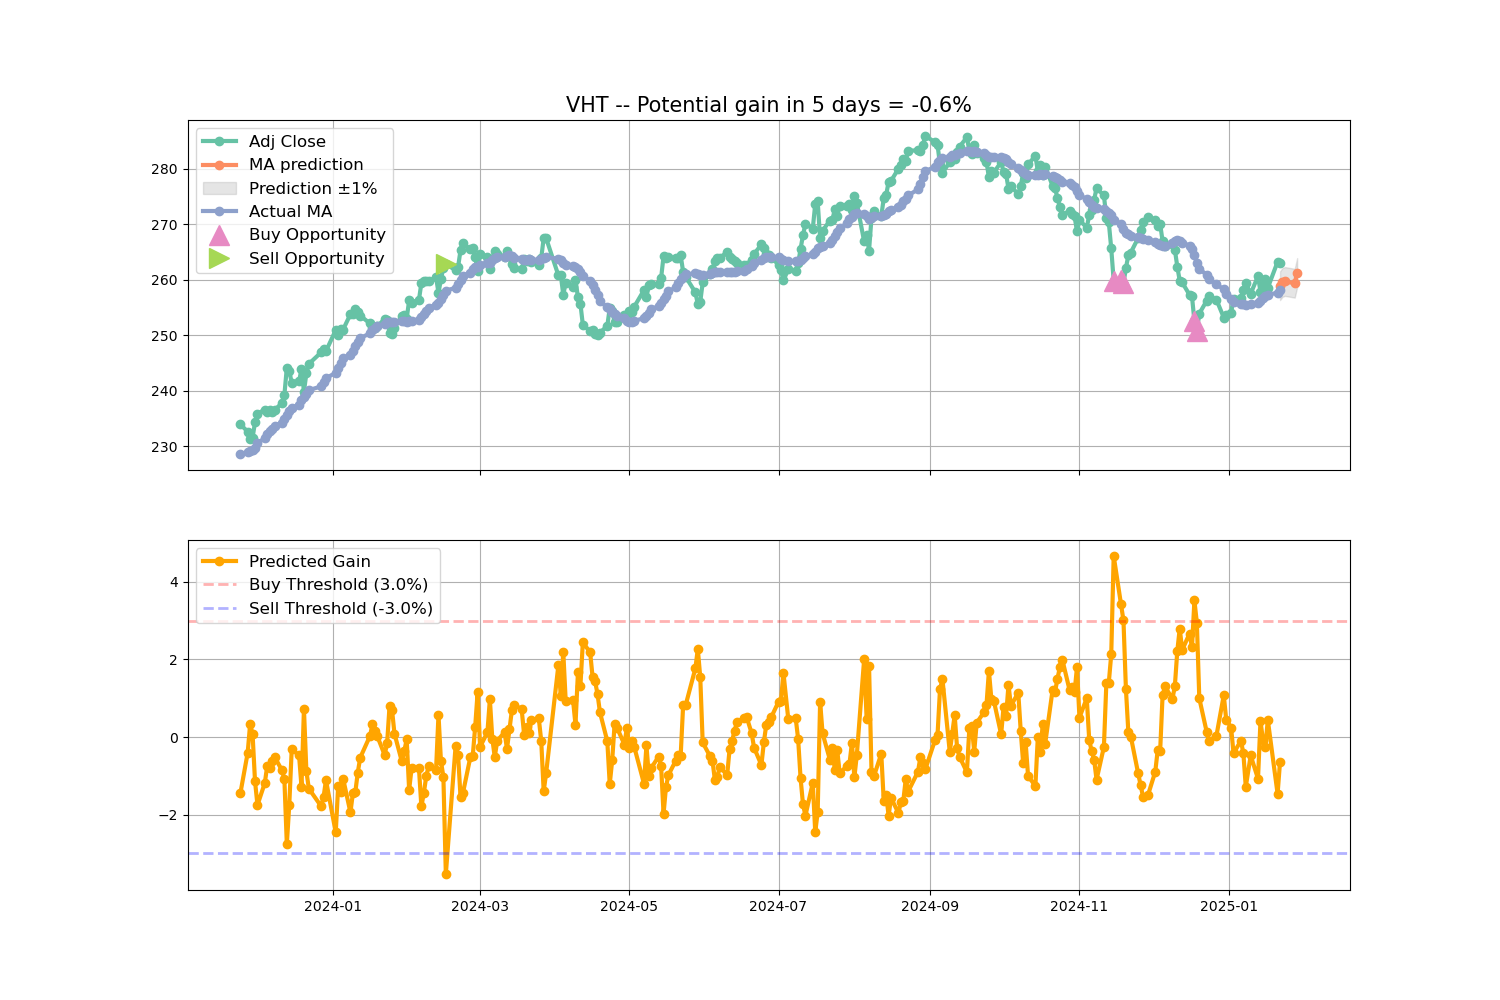 VHT -- Potential gain in 5 days = -0.6%
Adj Close
MA prediction
Prediction ±1%
Actual MA
Buy Opportunity
Sell Opportunity
280
270
260
250
240
230
Predicted Gain
Buy Threshold (3.0%)
Sell Threshold (-3.0%)
4
2
0
−2
2024-01
2024-03
2024-05
2024-07
2024-09
2024-11
2025-01